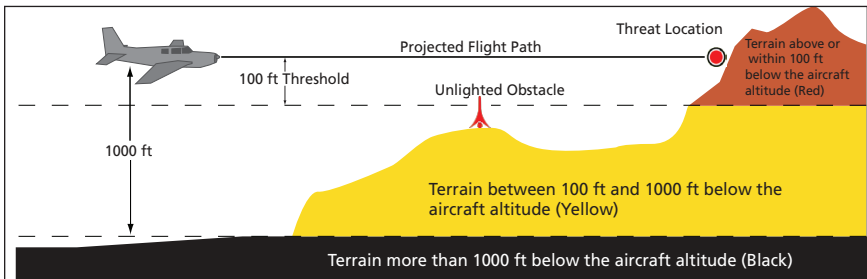 Threat Location
Projected Flight Path
Terrain above or
within 100 ft
below the aircraft
altitude (Red)
100 ft Threshold
Unlighted Obstacle
1000 ft
Terrain between 100 ft and 1000 ft below the
aircraft altitude (Yellow)
Terrain more than 1000 ft below the aircraft altitude (Black)